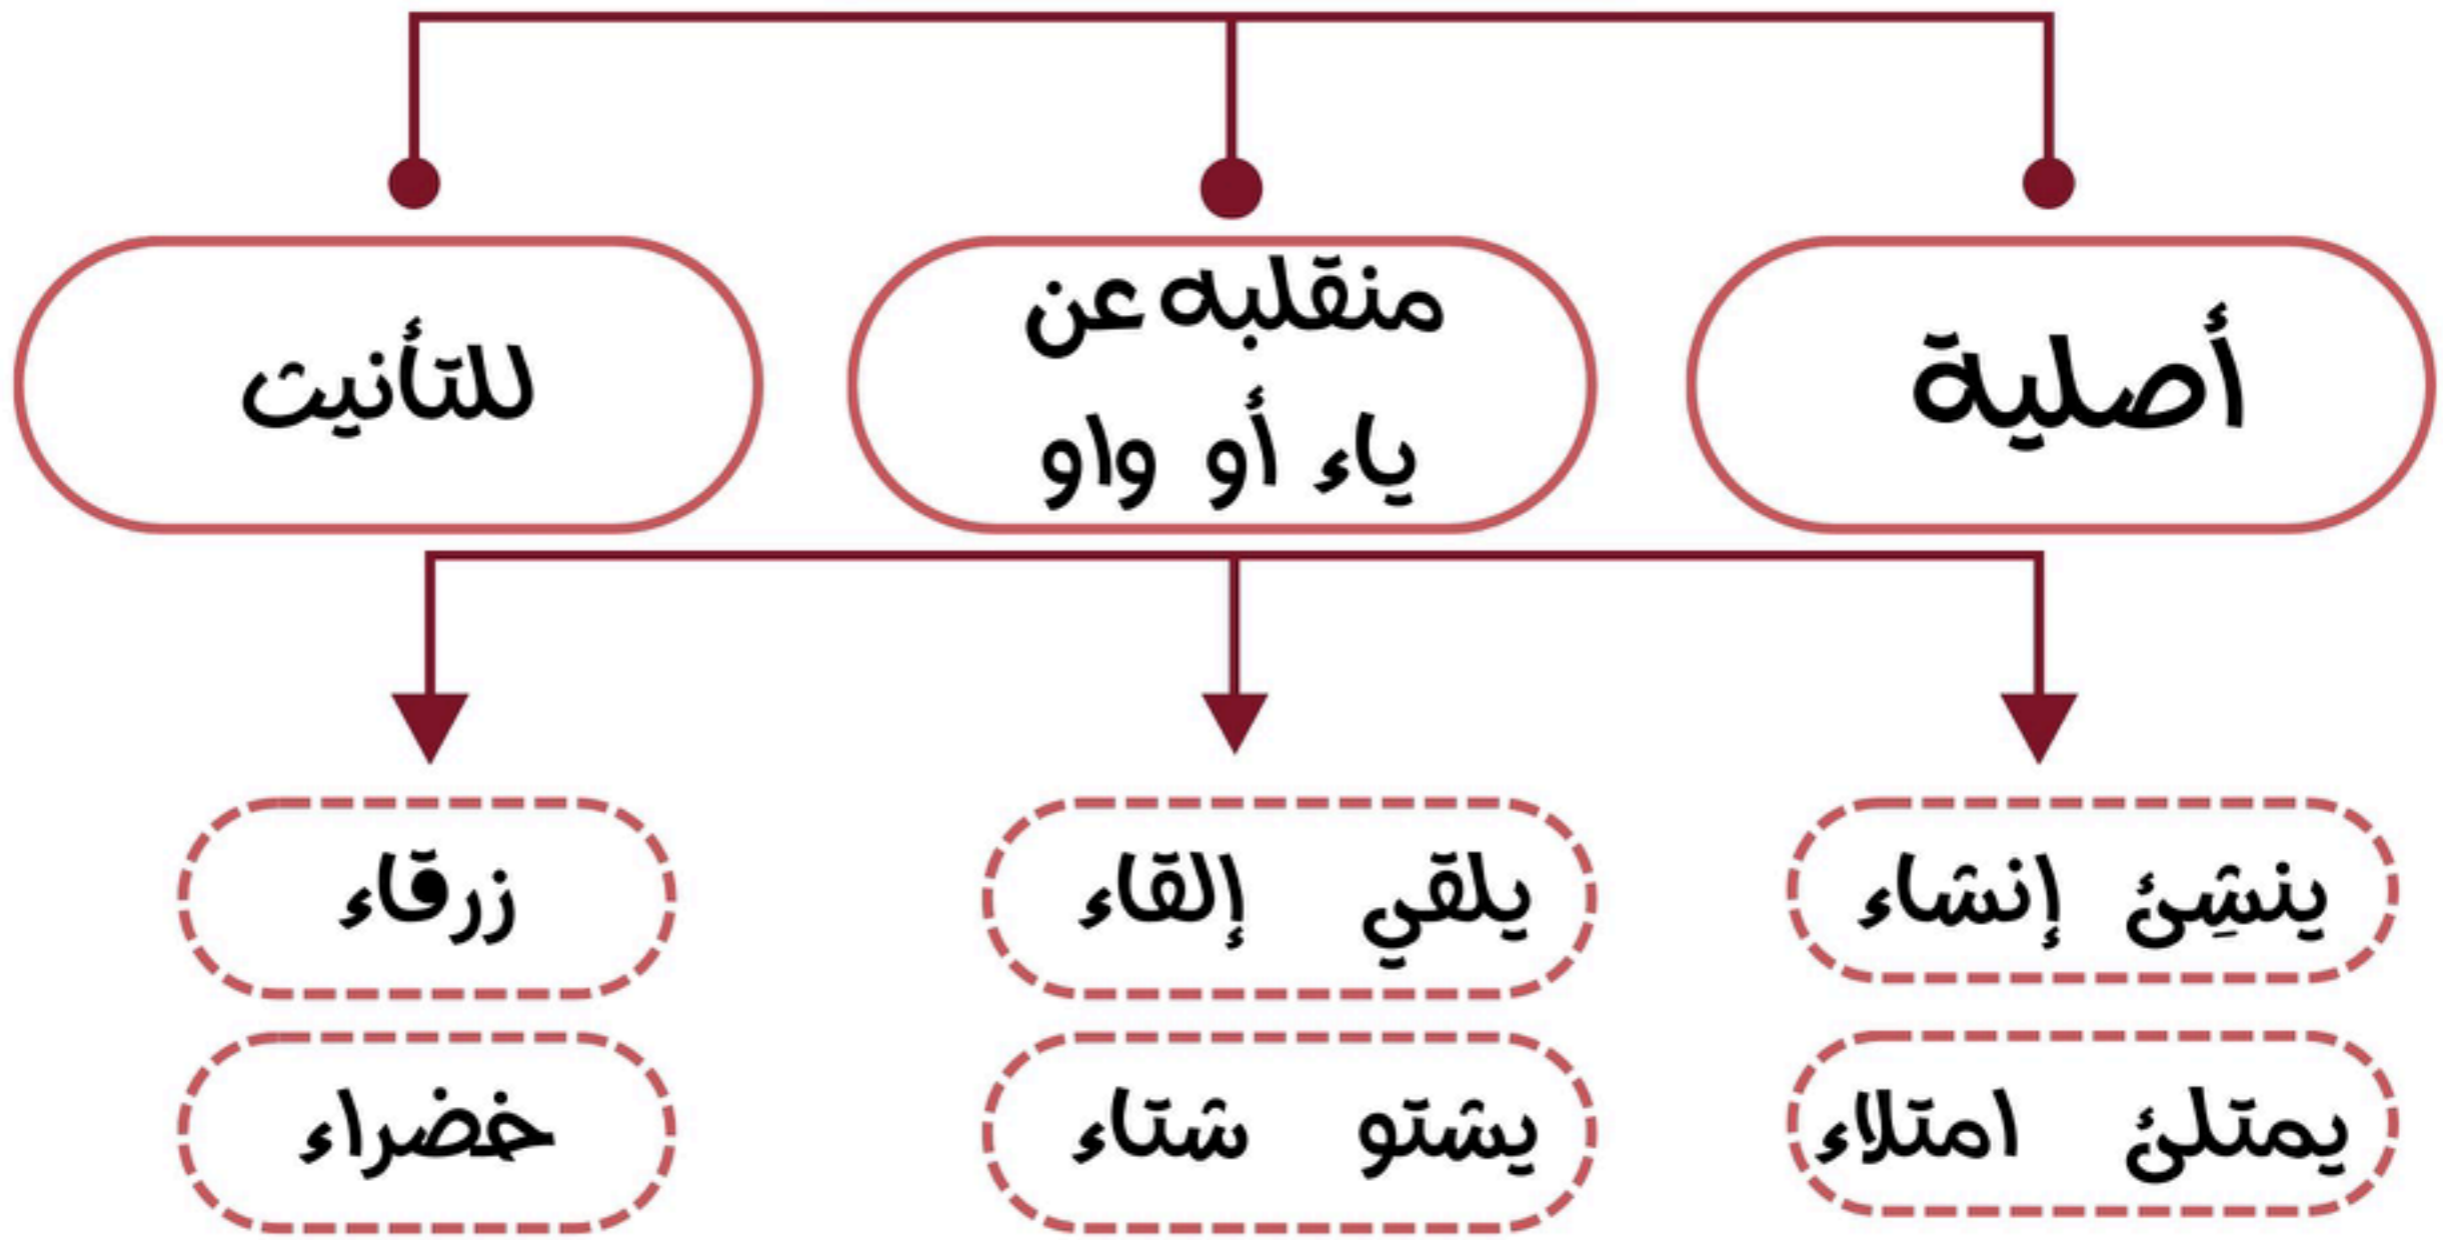 أصلية
منقلبه عن
ياء أو واو
للتأنيث
ينشِئ إنشاء
يلقي إلقاء
زرقاء
يمتلئ امتلاء
يشتو شتاء
خضراء